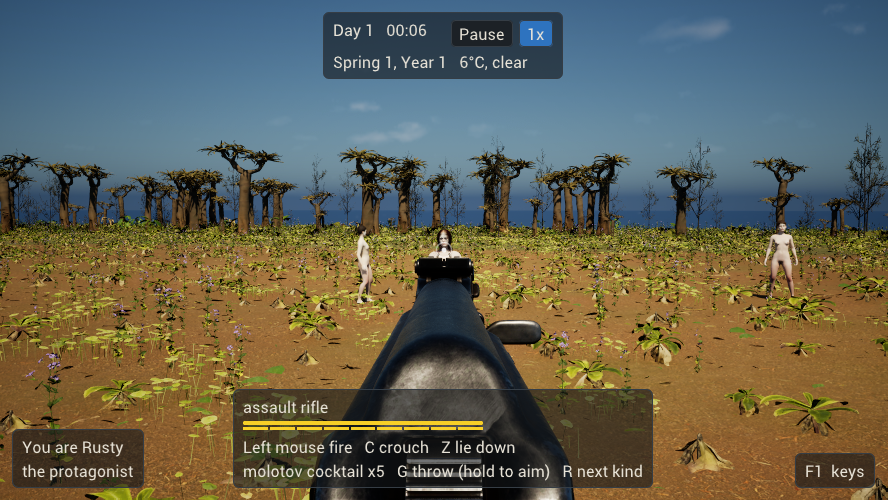 Day 1 00:06 Pause 1x
Spring 1, Year 1 6°C, clear
assault rifle
Left mouse fire C crouch Z lie down
molotov cocktail x5 G throw (hold to aim) R next kind
You are Rusty
the protagonist
F1 keys